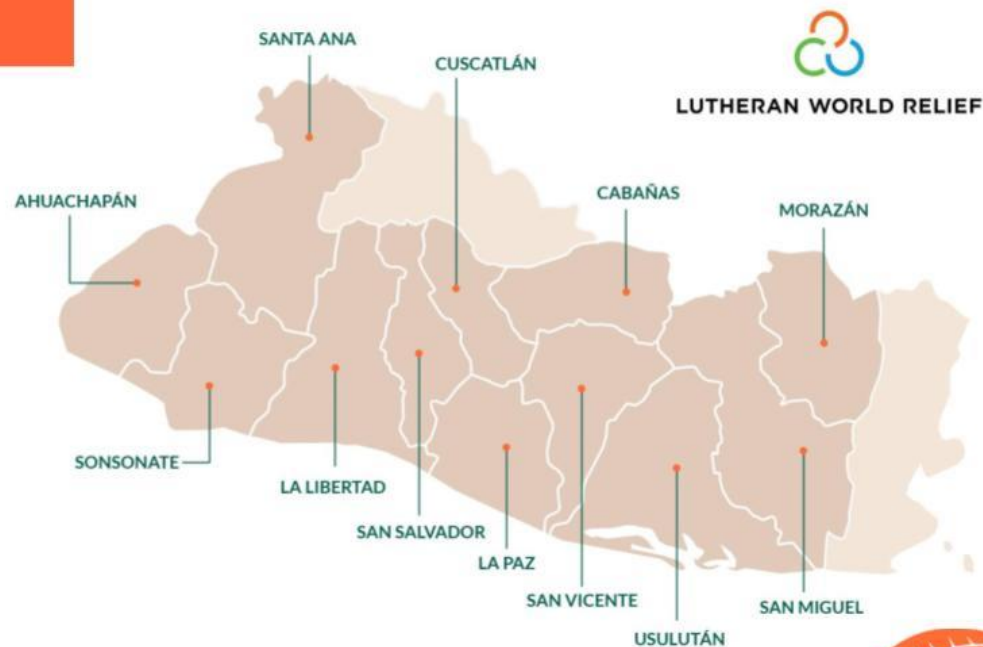 SANTA ANA
CUSCATLÁN
LUTHERAN WORLD RELIEF
AHUACHAPÁN
CABAÑAS
MORAZÁN
SONSONATE
LA LIBERTAD
SAN SALVADOR
LA PAZ
SAN VICENTE
SAN MIGUEL
USULUTÁN